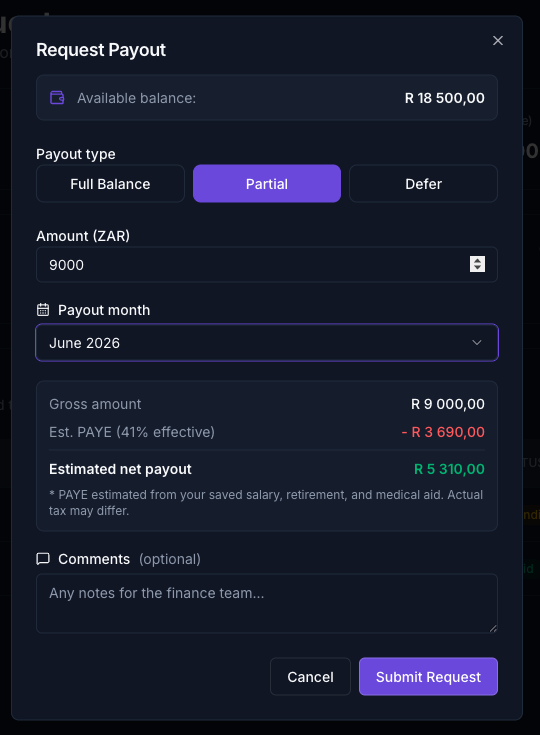 Request Payout
Available balance: R 18 500,00
Payout type
Full Balance Partial Defer
Amount (ZAR)
9000
Payout month
June 2026
Gross amount R 9 000,00
Est. PAYE (41% effective) - R 3 690,00
Estimated net payout R 5 310,00
* PAYE estimated from your saved salary, retirement, and medical aid. Actual
tax may differ.
Comments (optional)
Any notes for the finance team...
Cancel Submit Request